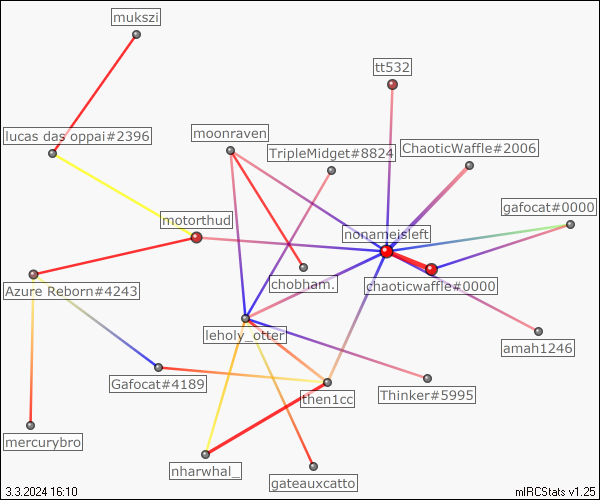 mukszi
tt532
lucas das oppai#2396
moonraven
TripleMidget#8824
ChaoticWaffle#2006
gafocat#0000
motorthud
nonameisleft
Azure Reborn#4243
chobham.
chaoticwaffle#0000
leholy_otter
amah1246
Gafocat#4189
then1cc
Thinker#5995
mercurybro
nharwhal_
gateauxcatto
3.3.2024 16:10
mIRCStats v1.25